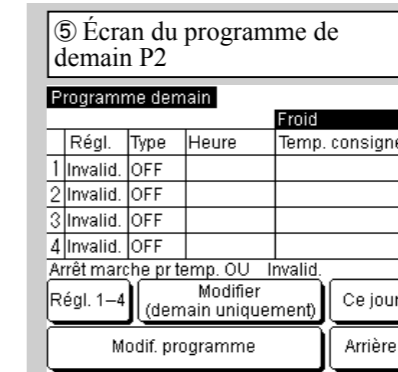 ⑤ Écran du programme de
demain P2
Programme demain
Froid
Régl. Type Heure Temp. consigne
1 Invalid. OFF
2 Invalid. OFF
3 Invalid. OFF
4 Invalid. OFF
Arrêt marche pr temp. OU Invalid.
Régl. 1–4 Modifier
(demain uniquement) Ce jour
Modif. programme Arrière